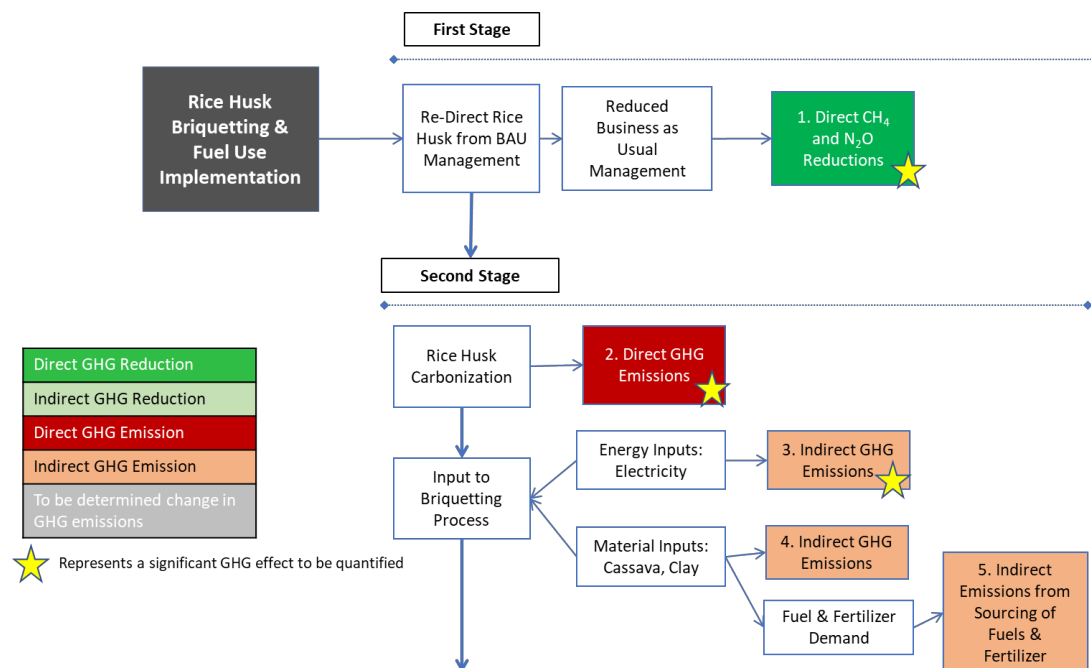 First Stage
Rice Husk
Briquetting &
Fuel Use
Implementation
Re-Direct Rice
Husk from BAU
Management
Reduced
Business as
Usual
Management
1. Direct CH₄
and N₂O
Reductions
Second Stage
Rice Husk
Carbonization
2. Direct GHG
Emissions
Direct GHG Reduction
Indirect GHG Reduction
Direct GHG Emission
Indirect GHG Emission
To be determined change in
GHG emissions
Represents a significant GHG effect to be quantified
Input to
Briquetting
Process
Energy Inputs:
Electricity
3. Indirect GHG
Emissions
Material Inputs:
Cassava, Clay
4. Indirect GHG
Emissions
Fuel & Fertilizer
Demand
5. Indirect
Emissions from
Sourcing of
Fuels &
Fertilizer